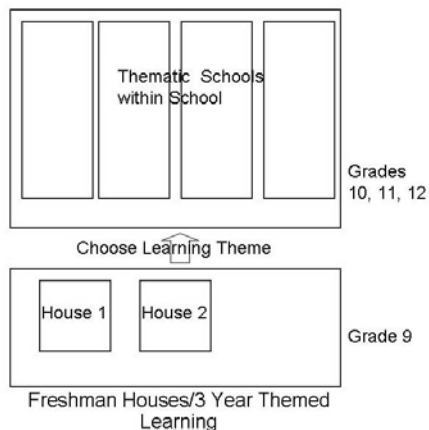 Thematic Schools
within School
Grades
10, 11, 12
Choose Learning Theme
House 1
House 2
Grade 9
Freshman Houses/3 Year Themed
Learning